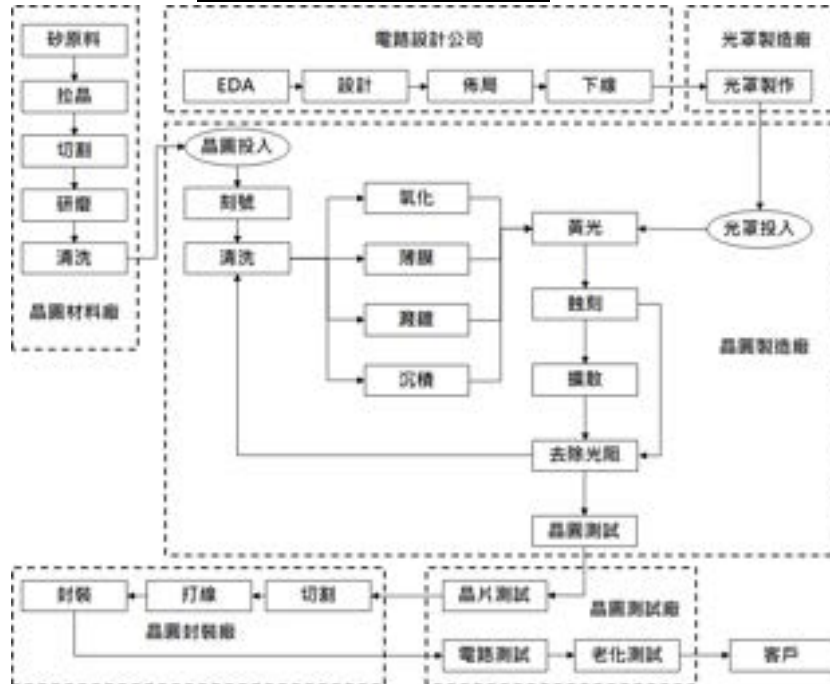 砂原料
拉晶
切割
研磨
清洗
晶圓材料廠
電路設計公司
EDA
設計
佈局
下線
光罩製造廠
光罩製作
晶圓投入
刻號
清洗
氧化
薄膜
濺鍍
沉積
黃光
光罩投入
蝕刻
擴散
去除光阻
晶圓測試
晶圓製造廠
封裝
打線
切割
晶圓封裝廠
晶片測試
晶圓測試廠
電路測試
老化測試
客戶